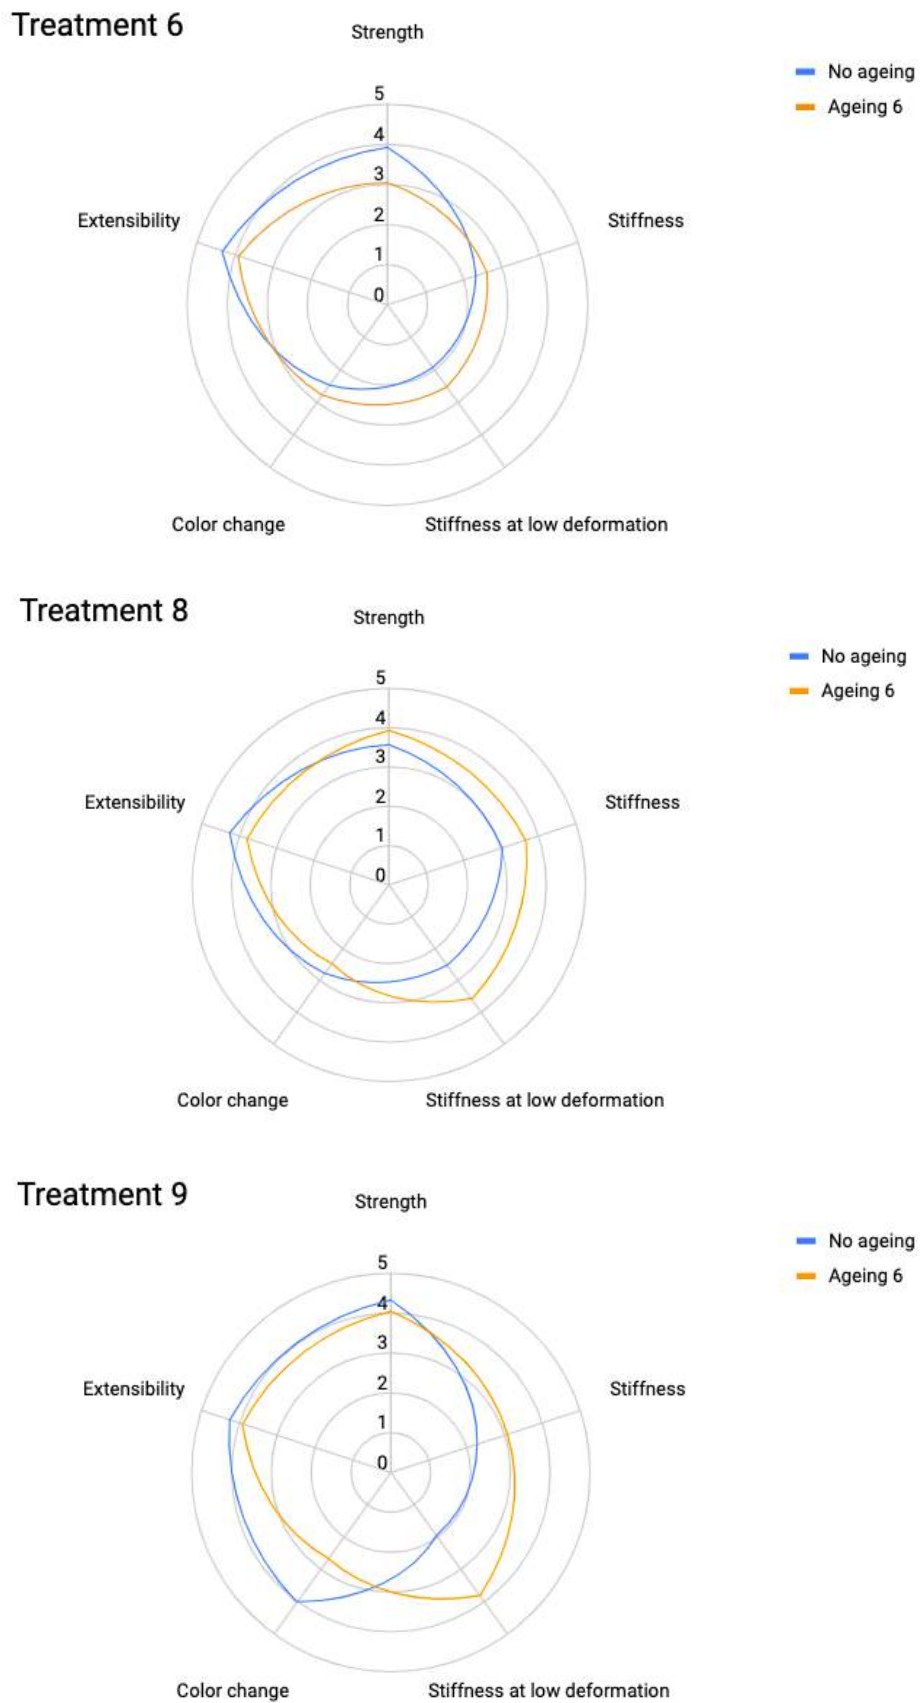 Treatment 6
Strength
No ageing
Ageing 6
5
4
3
2
1
0
Extensibility
Stiffness
Color change
Stiffness at low deformation
Treatment 8
Strength
No ageing
Ageing 6
5
4
3
2
1
0
Extensibility
Stiffness
Color change
Stiffness at low deformation
Treatment 9
Strength
No ageing
Ageing 6
5
4
3
2
1
0
Extensibility
Stiffness
Color change
Stiffness at low deformation